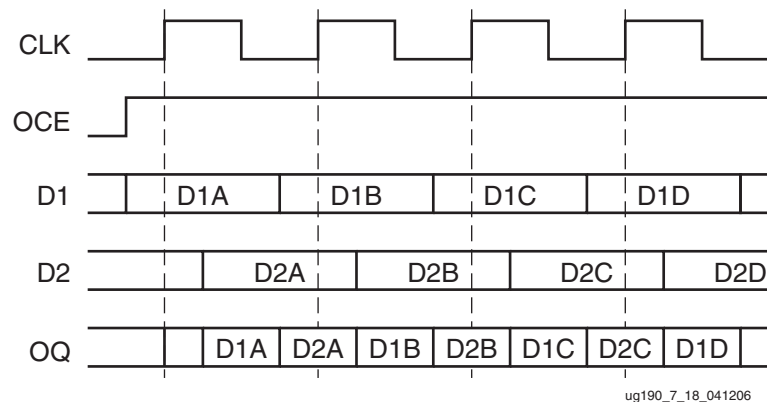 CLK
OCE
D1 D1A D1B D1C D1D
D2 D2A D2B D2C D2D
OQ D1A D2A D1B D2B D1C D2C D1D
ug190_7_18_041206